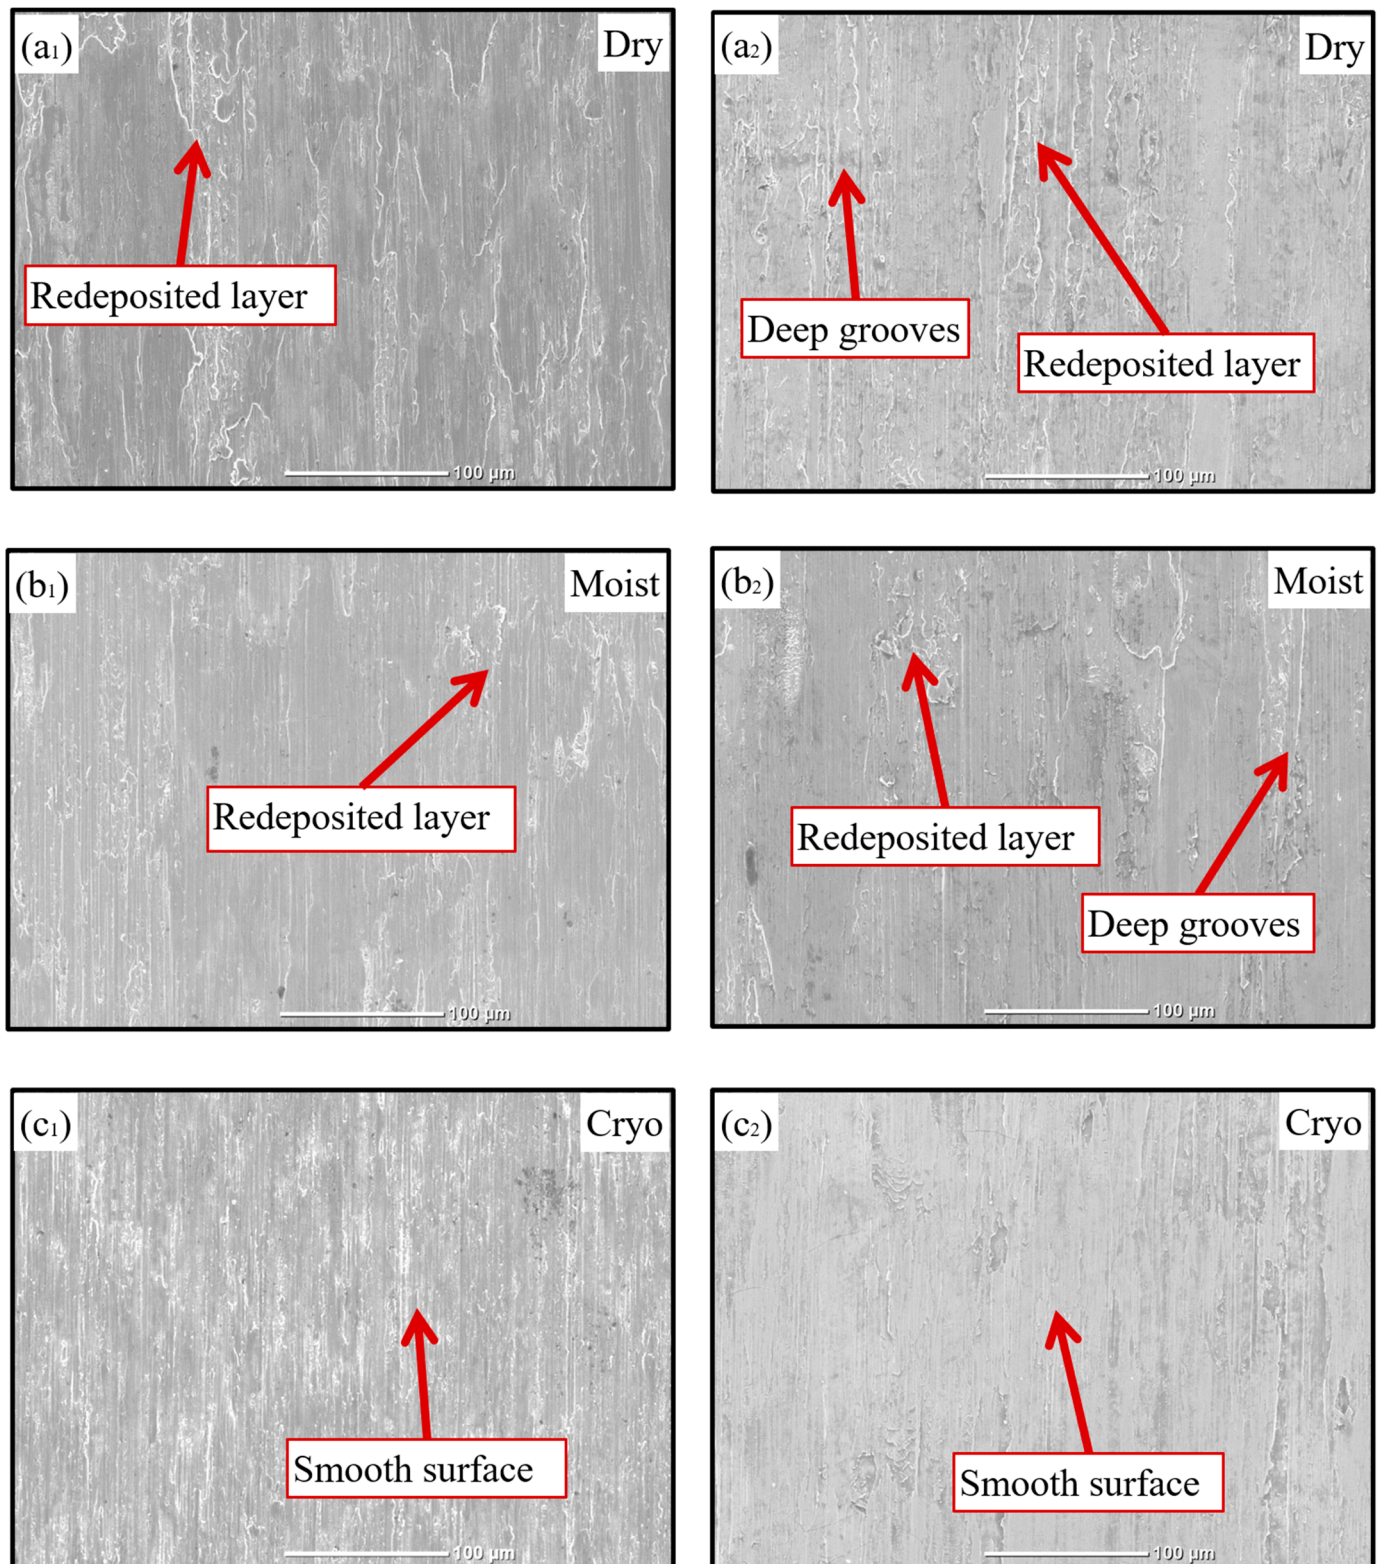 (a1)
Dry
Redeposited layer
100 µm
(a2)
Dry
Deep grooves
Redeposited layer
100 µm
(b1)
Moist
Redeposited layer
100 µm
(b2)
Moist
Redeposited layer
Deep grooves
100 µm
(c1)
Cryo
Smooth surface
100 µm
(c2)
Cryo
Smooth surface
100 µm